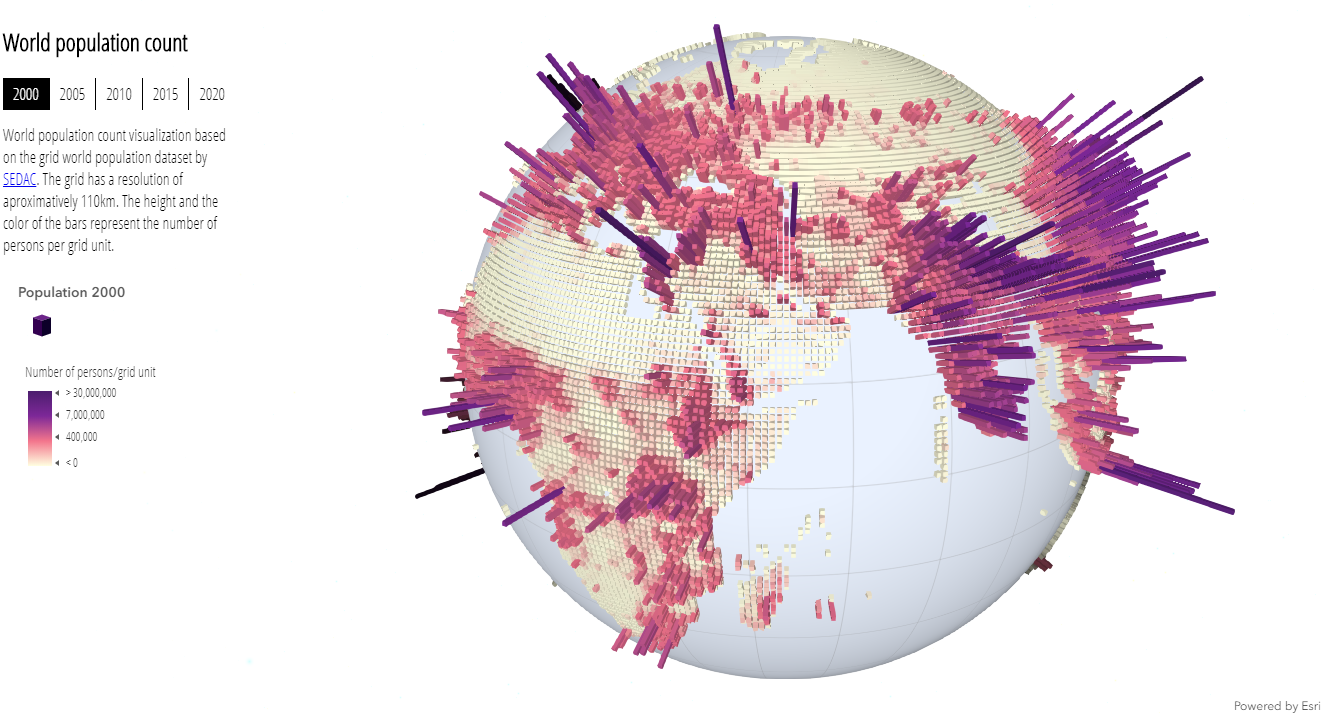 World population count
2000 2005 2010 2015 2020
World population count visualization based
on the grid world population dataset by
SEDAC. The grid has a resolution of
aproximatively 110km. The height and the
color of the bars represent the number of
persons per grid unit.
Population 2000
Number of persons/grid unit
> 30,000,000
7,000,000
400,000
< 0
Powered by Esri